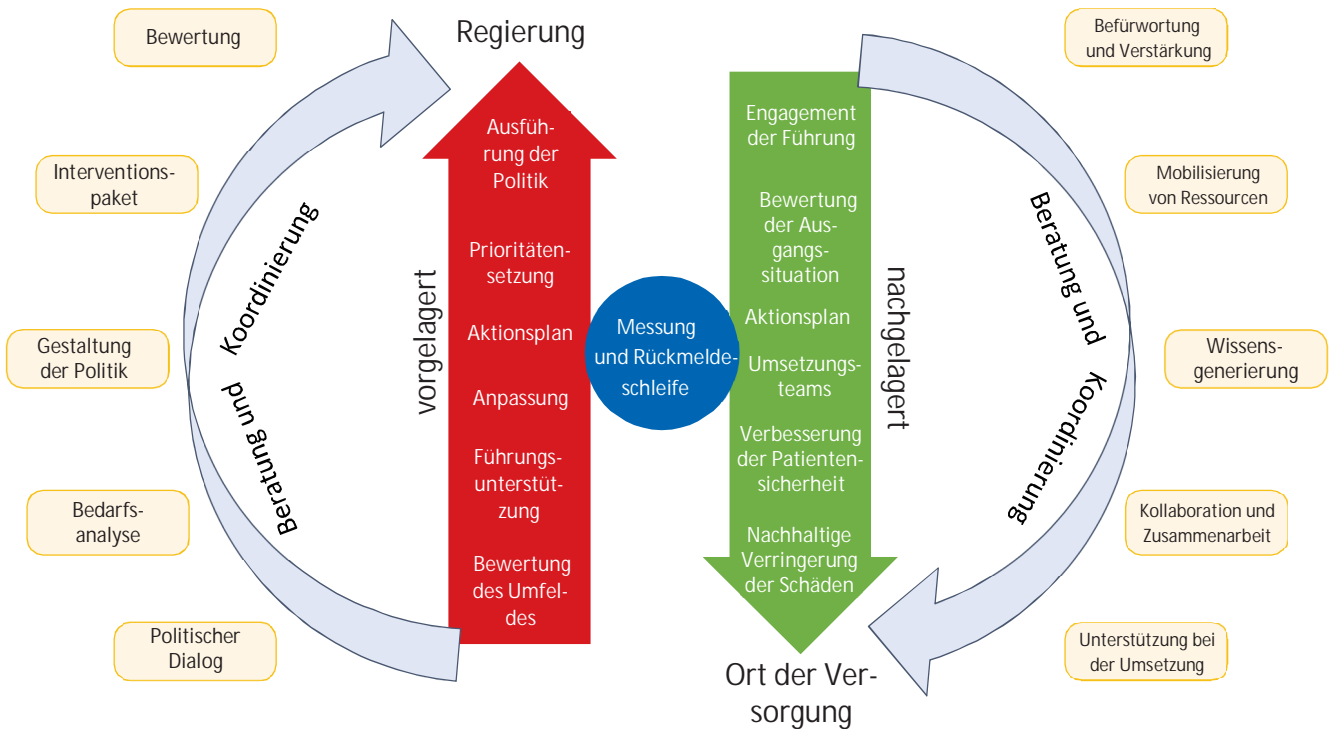 Bewertung
Interventions-
paket
Gestaltung
der Politik
Bedarfs-
analyse
Politischer
Dialog
Beratung und
Koordinierung
vorgelagert
Regierung
Ausfüh-
rung der
Politik
Prioritäten-
setzung
Aktionsplan
Anpassung
Führungs-
unterstüt-
zung
Bewertung
des Umfel-
des
Messung
und Rückmelde-
schleife
Engagement
der Führung
Bewertung
der Aus-
gangs-
situation
Aktionsplan
Umsetzungs-
teams
Verbesserung
der Patienten-
sicherheit
Nachhaltige
Verringerung
der Schäden
Ort der Ver-
sorgung
nachgelagert
Beratung und
Koordinierung
Befürwortung
und Verstärkung
Mobilisierung
von Ressourcen
Wissens-
generierung
Kollaboration und
Zusammenarbeit
Unterstützung bei
der Umsetzung